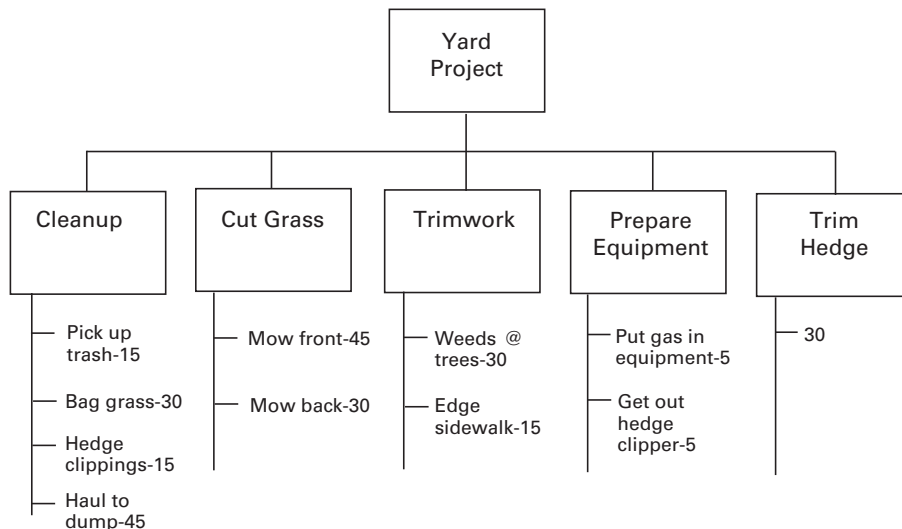 Yard
Project
Cleanup
Cut Grass
Trimwork
Prepare
Equipment
Trim
Hedge
Pick up
trash-15
Bag grass-30
Hedge
clippings-15
Haul to
dump-45
Mow front-45
Mow back-30
Weeds @
trees-30
Edge
sidewalk-15
Put gas in
equipment-5
Get out
hedge
clipper-5
30